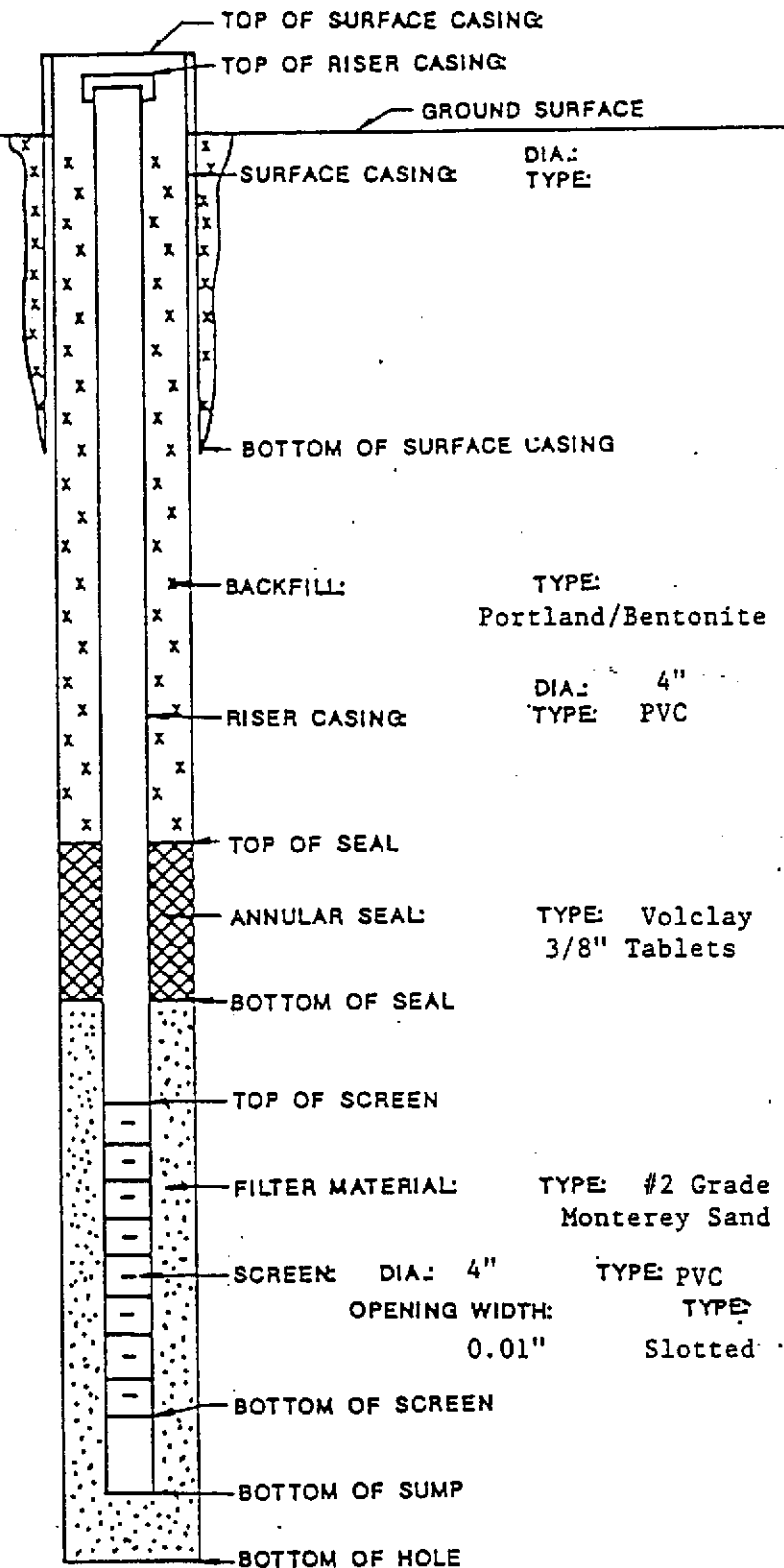 TOP OF SURFACE CASING:
TOP OF RISER CASING:
GROUND SURFACE
SURFACE CASING: DIA.:
TYPE:
BOTTOM OF SURFACE CASING
BACKFILL: TYPE:
Portland/Bentonite
DIA.: 4"
RISER CASING: TYPE: PVC
TOP OF SEAL
ANNULAR SEAL: TYPE: Volclay
3/8" Tablets
BOTTOM OF SEAL
TOP OF SCREEN
FILTER MATERIAL: TYPE: #2 Grade
Monterey Sand
SCREEN: DIA.: 4" TYPE: PVC
OPENING WIDTH: TYPE:
0.01" Slotted
BOTTOM OF SCREEN
BOTTOM OF SUMP
BOTTOM OF HOLE